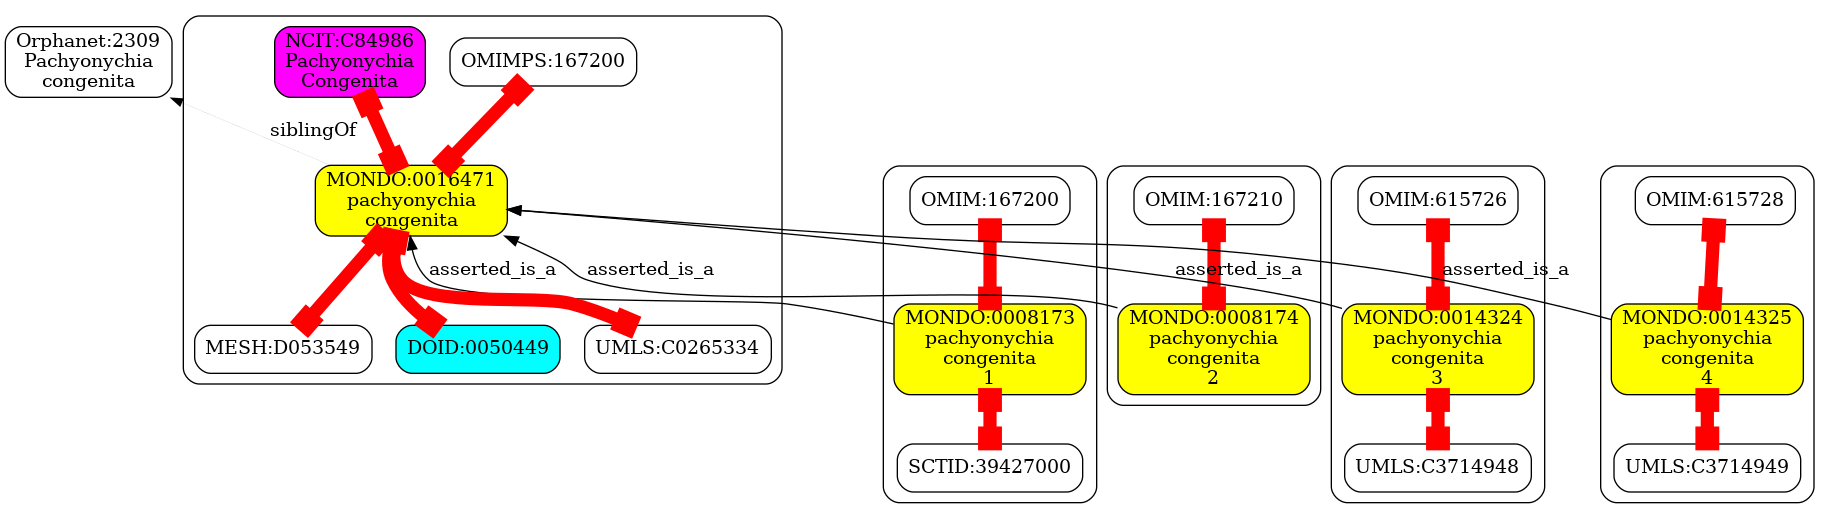 Orphanet:2309
Pachyonychia
congenita
NCIT:C84986
Pachyonychia
Congenita
OMIMPS:167200
siblingOf
MONDO:0016471
pachyonychia
congenita
OMIM:167200
OMIM:167210
OMIM:615726
OMIM:615728
asserted_is_a
asserted_is_a
asserted_is_a
asserted_is_a
MESH:D053549
DOID:0050449
UMLS:C0265334
MONDO:0008173
pachyonychia
congenita
1
MONDO:0008174
pachyonychia
congenita
2
MONDO:0014324
pachyonychia
congenita
3
MONDO:0014325
pachyonychia
congenita
4
SCTID:39427000
UMLS:C3714948
UMLS:C3714949